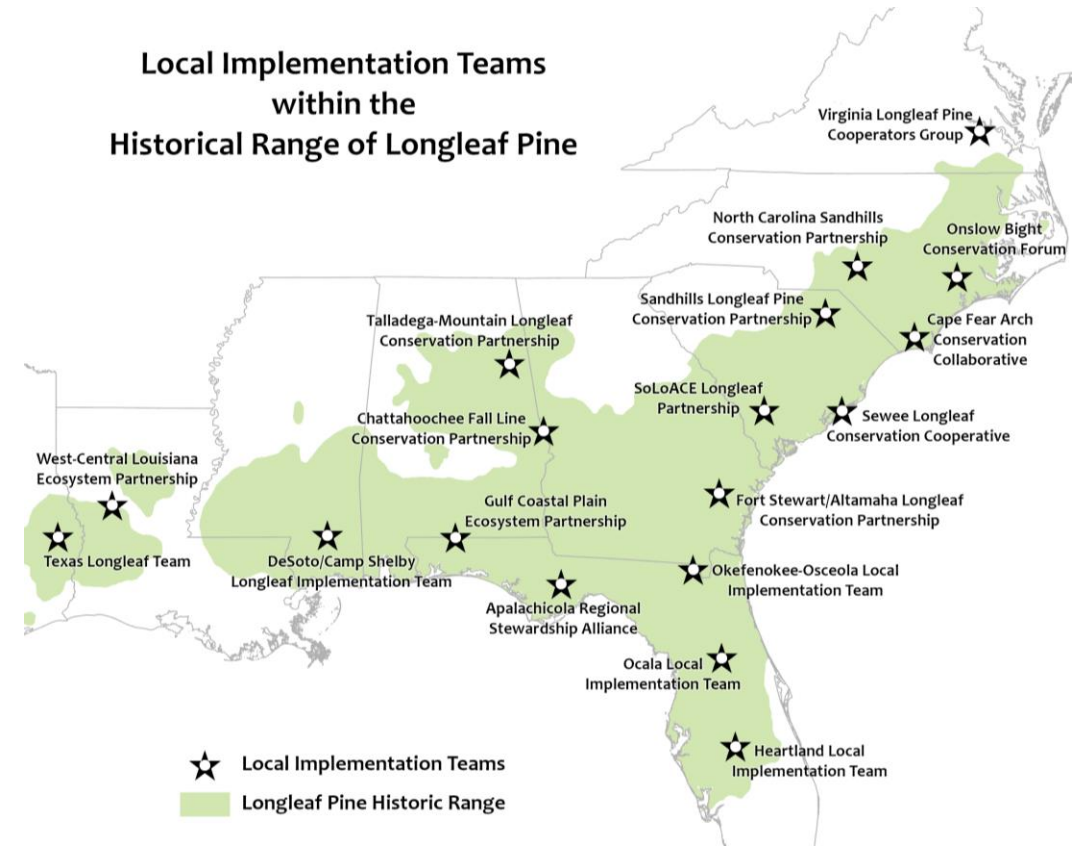 Local Implementation Teams
within the
Historical Range of Longleaf Pine
Virginia Longleaf Pine
Cooperators Group
North Carolina Sandhills
Conservation Partnership
Onslow Bight
Conservation Forum
Sandhills Longleaf Pine
Conservation Partnership
Cape Fear Arch
Conservation
Collaborative
Talladega-Mountain Longleaf
Conservation Partnership
SoLoACE Longleaf
Partnership
Chattahoochee Fall Line
Conservation Partnership
Sewee Longleaf
Conservation Cooperative
West-Central Louisiana
Ecosystem Partnership
Gulf Coastal Plain
Ecosystem Partnership
Fort Stewart/Altamaha Longleaf
Conservation Partnership
Texas Longleaf Team
DeSoto/Camp Shelby
Longleaf Implementation Team
Okefenokee-Osceola Local
Implementation Team
Apalachicola Regional
Stewardship Alliance
Ocala Local
Implementation Team
Heartland Local
Implementation Team
Local Implementation Teams
Longleaf Pine Historic Range